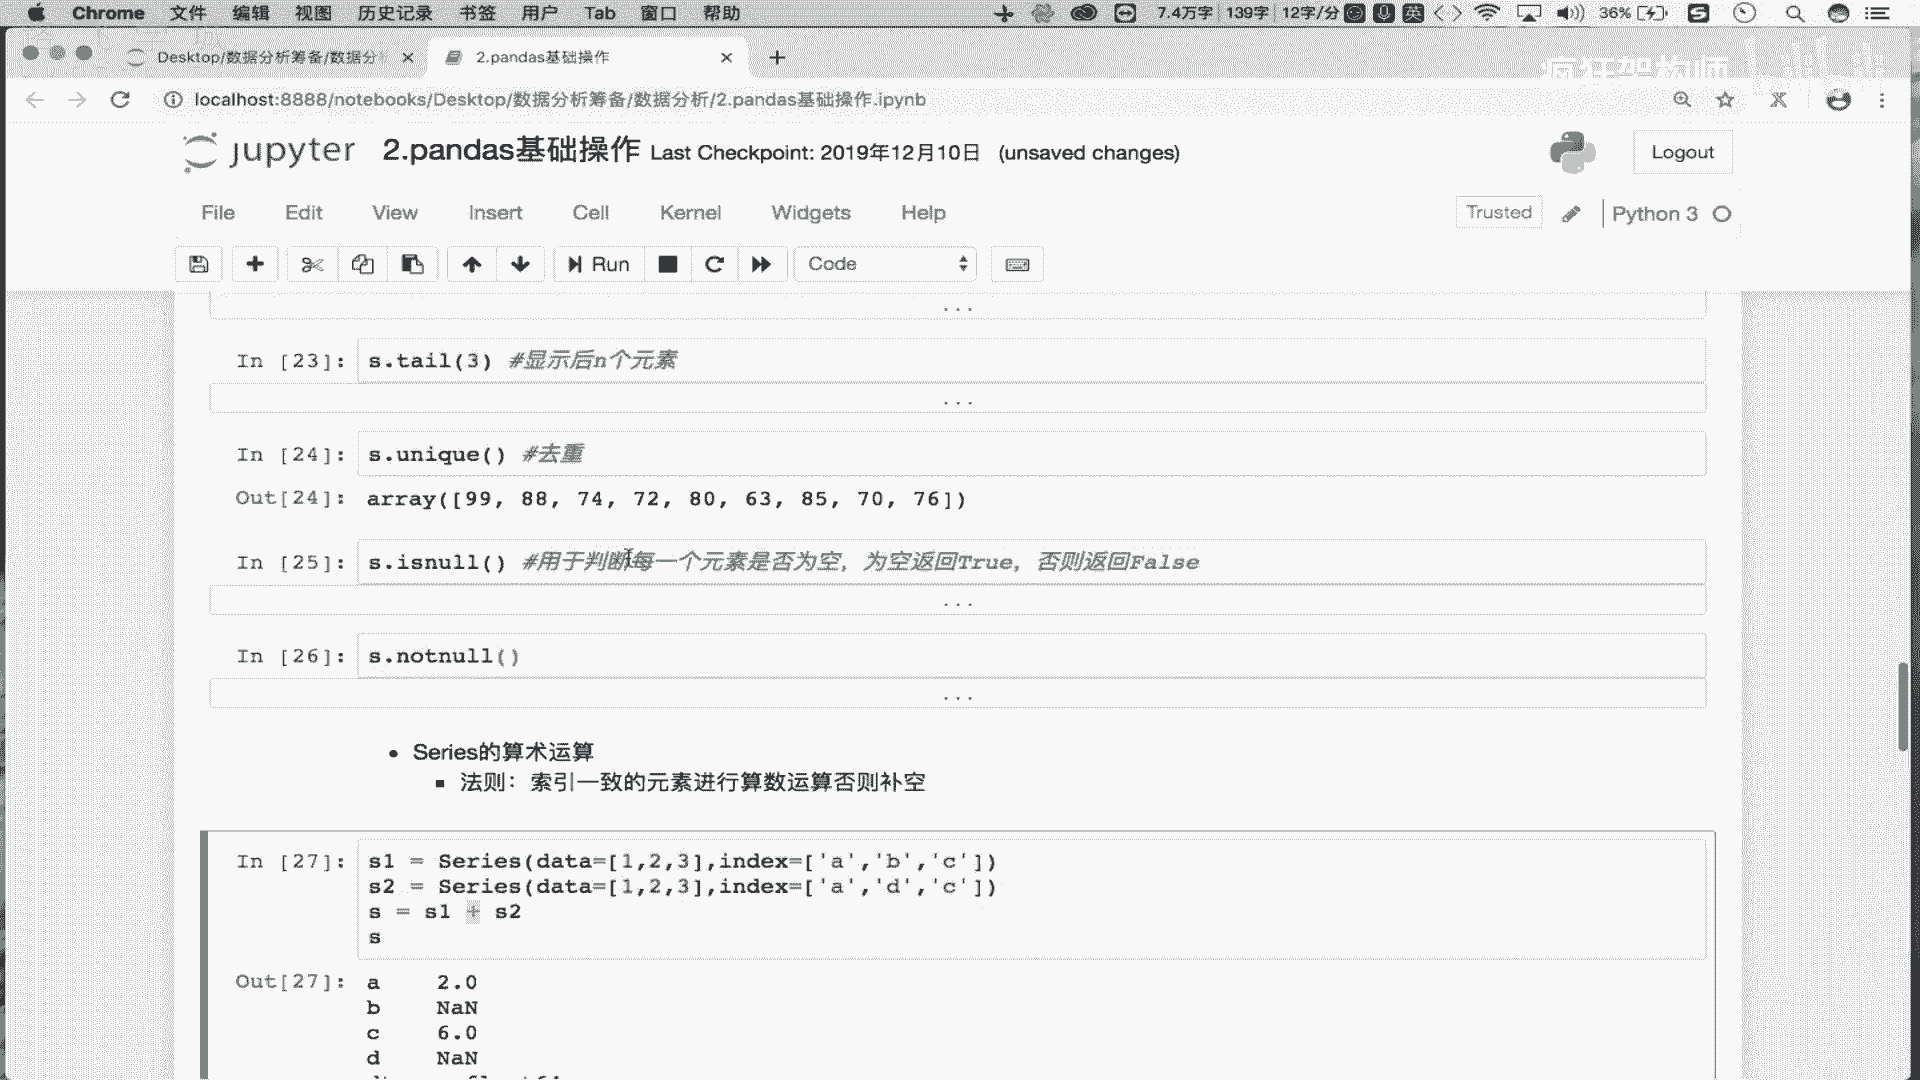 Chrome 文件 编辑 视图 历史记录 书签 用户 Tab 窗口 帮助 7.4万字 139字 12字/分 英 36%
Desktop/数据分析筹备/数据分 2.pandas基础操作
疯狂架构师 bilibili
localhost:8888/notebooks/Desktop/数据分析筹备/数据分析/2.pandas基础操作.ipynb
jupyter 2.pandas基础操作 Last Checkpoint: 2019年12月10日 (unsaved changes) Logout
File Edit View Insert Cell Kernel Widgets Help Trusted Python 3
Run Code
...
In [23]: s.tail(3) #显示后n个元素
...
In [24]: s.unique() #去重
Out[24]: array([99, 88, 74, 72, 80, 63, 85, 70, 76])
In [25]: s.isnull() #用于判断每一个元素是否为空，为空返回True，否则返回False
...
In [26]: s.notnull()
...
• Series的算术运算
▪ 法则：索引一致的元素进行算数运算否则补空
In [27]: s1 = Series(data=[1,2,3],index=['a','b','c'])
s2 = Series(data=[1,2,3],index=['a','d','c'])
s = s1 + s2
s
Out[27]: a 2.0
b NaN
c 6.0
d NaN